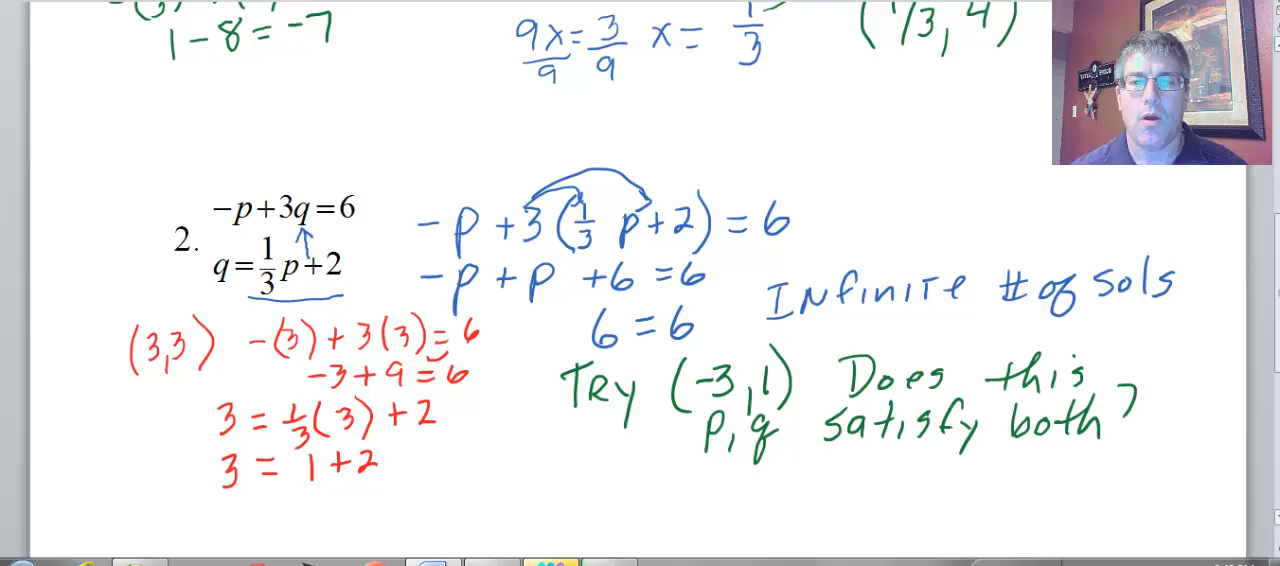 1 - 8 = -7
9x/9 = 3/9 x = 1/3
(1/3, 4)
2.
-p+3q=6
q=1/3p+2
-p + 3(1/3 p + 2) = 6
-p + p + 6 = 6
6 = 6
Infinite # of sols
(3,3) -(3) + 3(3) = 6
-3 + 9 = 6
3 = 1/3(3) + 2
3 = 1 + 2
Try (-3, 1) Does this
p, q satisfy both ?